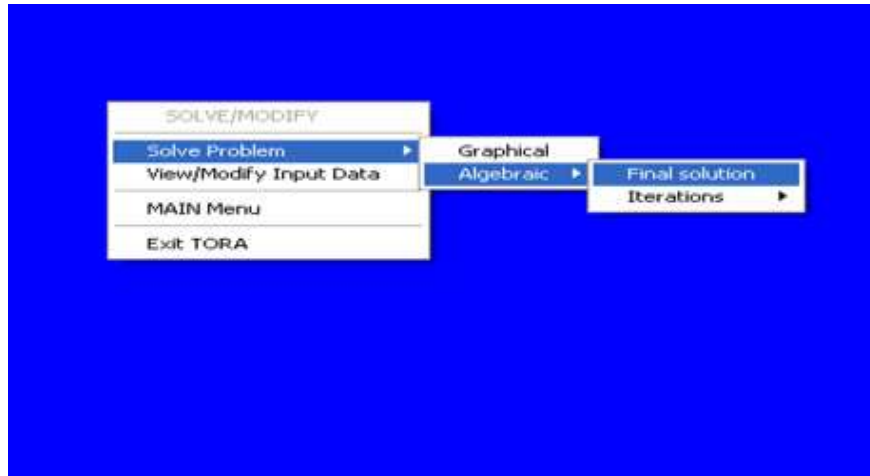 SOLVE/MODIFY
Solve Problem
View/Modify Input Data
MAIN Menu
Exit TORA
Graphical
Algebraic
Final solution
Iterations